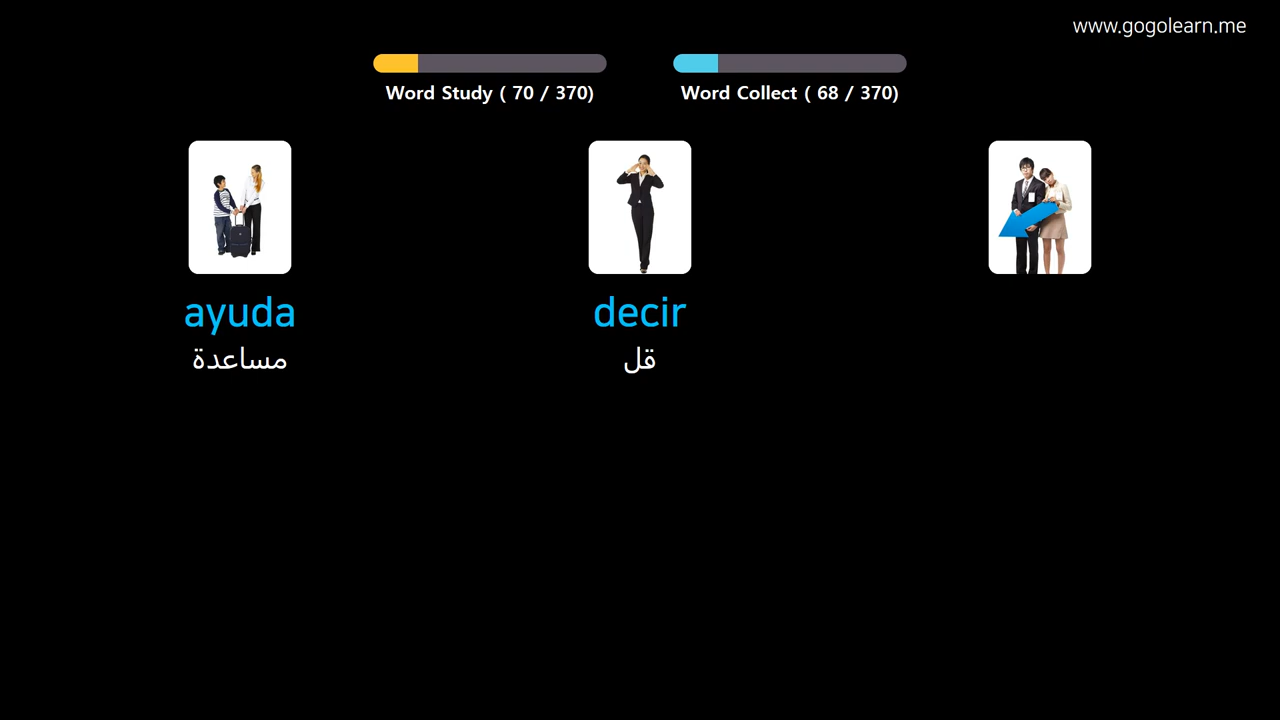 www.gogolearn.me
Word Study ( 70 / 370)
Word Collect ( 68 / 370)
ayuda
مساعدة
decir
قل